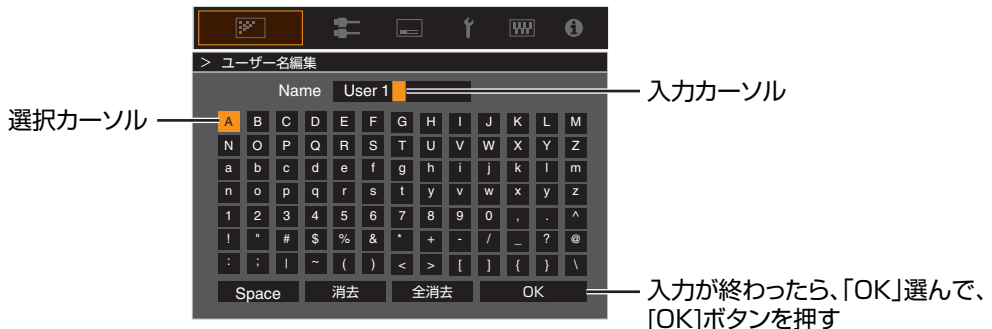 > ユーザー名編集
Name User 1
入力カーソル
選択カーソル
A B C D E F G H I J K L M
N O P Q R S T U V W X Y Z
a b c d e f g h i j k l m
n o p q r s t y v w x y z
1 2 3 4 5 6 7 8 9 0 , . ^
! " # $ % & * + - / _ ? @
: ; | ~ ( ) < > [ ] { } \
Space 消去 全消去 OK
入力が終わったら、「OK」選んで、
[OK]ボタンを押す